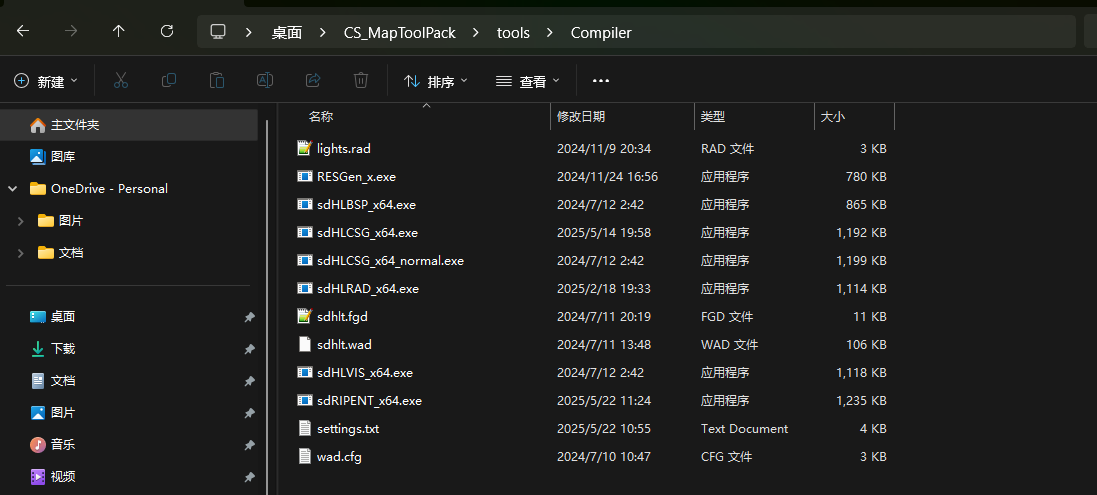 桌面 CS_MapToolPack tools Compiler
新建 排序 查看
主文件夹
图库
OneDrive - Personal
图片
文档
桌面
下载
文档
图片
音乐
视频
名称 修改日期 类型 大小
lights.rad 2024/11/9 20:34 RAD 文件 3 KB
RESGen_x.exe 2024/11/24 16:56 应用程序 780 KB
sdHLBSP_x64.exe 2024/7/12 2:42 应用程序 865 KB
sdHLCSG_x64.exe 2025/5/14 19:58 应用程序 1,192 KB
sdHLCSG_x64_normal.exe 2024/7/12 2:42 应用程序 1,199 KB
sdHLRAD_x64.exe 2025/2/18 19:33 应用程序 1,114 KB
sdhlt.fgd 2024/7/11 20:19 FGD 文件 11 KB
sdhlt.wad 2024/7/11 13:48 WAD 文件 106 KB
sdHLVIS_x64.exe 2024/7/12 2:42 应用程序 1,118 KB
sdRIPENT_x64.exe 2025/5/22 11:24 应用程序 1,235 KB
settings.txt 2025/5/22 10:55 Text Document 4 KB
wad.cfg 2024/7/10 10:47 CFG 文件 3 KB